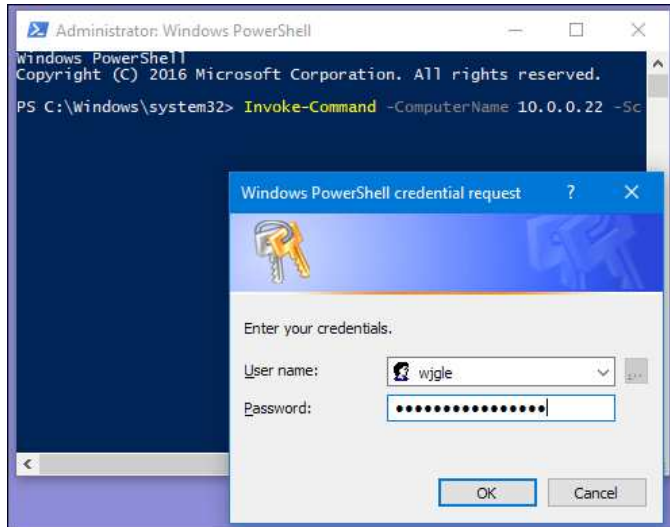 Administrator: Windows PowerShell
Windows PowerShell
Copyright (C) 2016 Microsoft Corporation. All rights reserved.
PS C:\Windows\system32> Invoke-Command -ComputerName 10.0.0.22 -Sc
Windows PowerShell credential request
Enter your credentials.
User name: wjgle
Password: ••••••••••••••••
OK Cancel